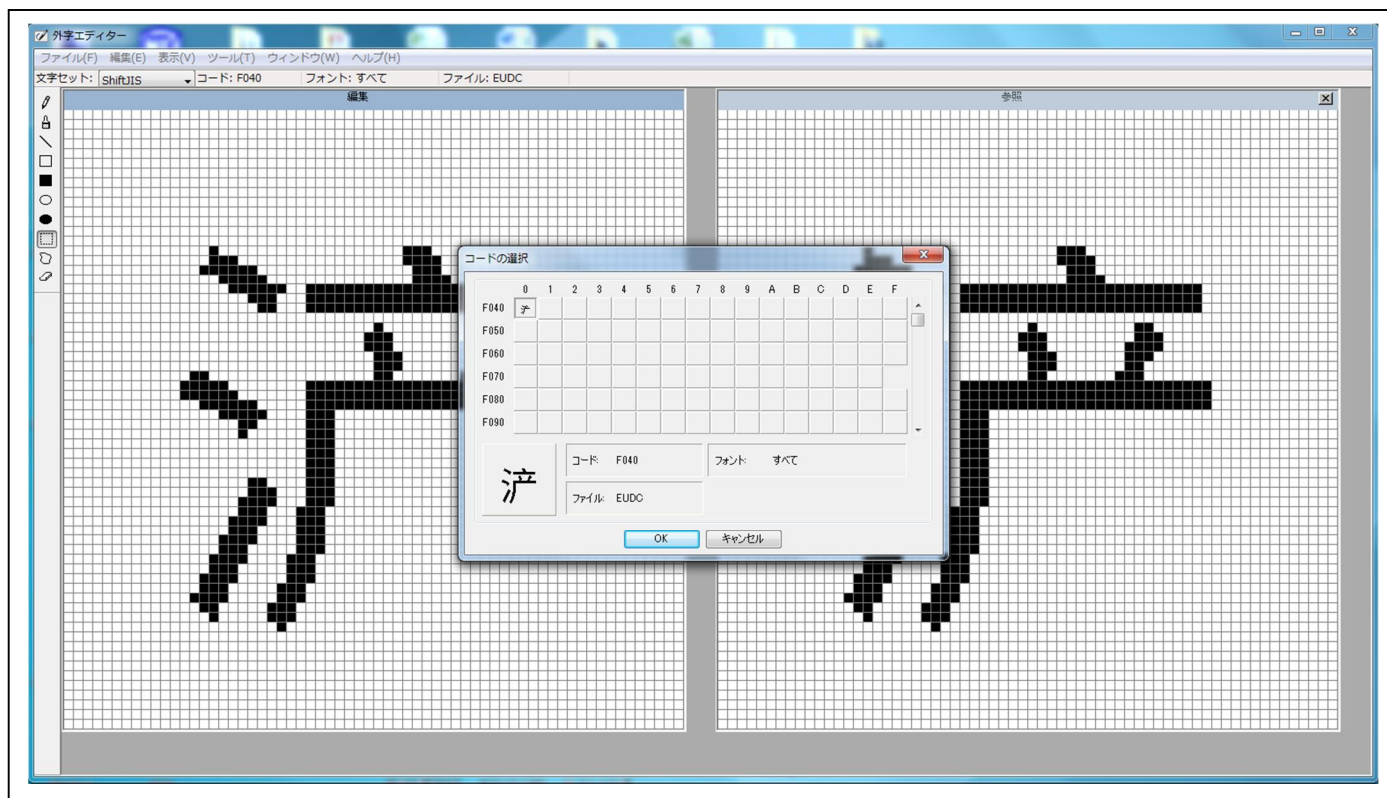 外字エディター
ファイル(F) 編集(E) 表示(V) ツール(T) ウィンドウ(W) ヘルプ(H)
文字セット: ShiftJIS コード: F040 フォント: すべて ファイル: EUDC
編集
参照
コードの選択
0 1 2 3 4 5 6 7 8 9 A B C D E F
F040 浐
F050
F060
F070
F080
F090
浐
コード: F040 フォント: すべて
ファイル: EUDC
OK キャンセル